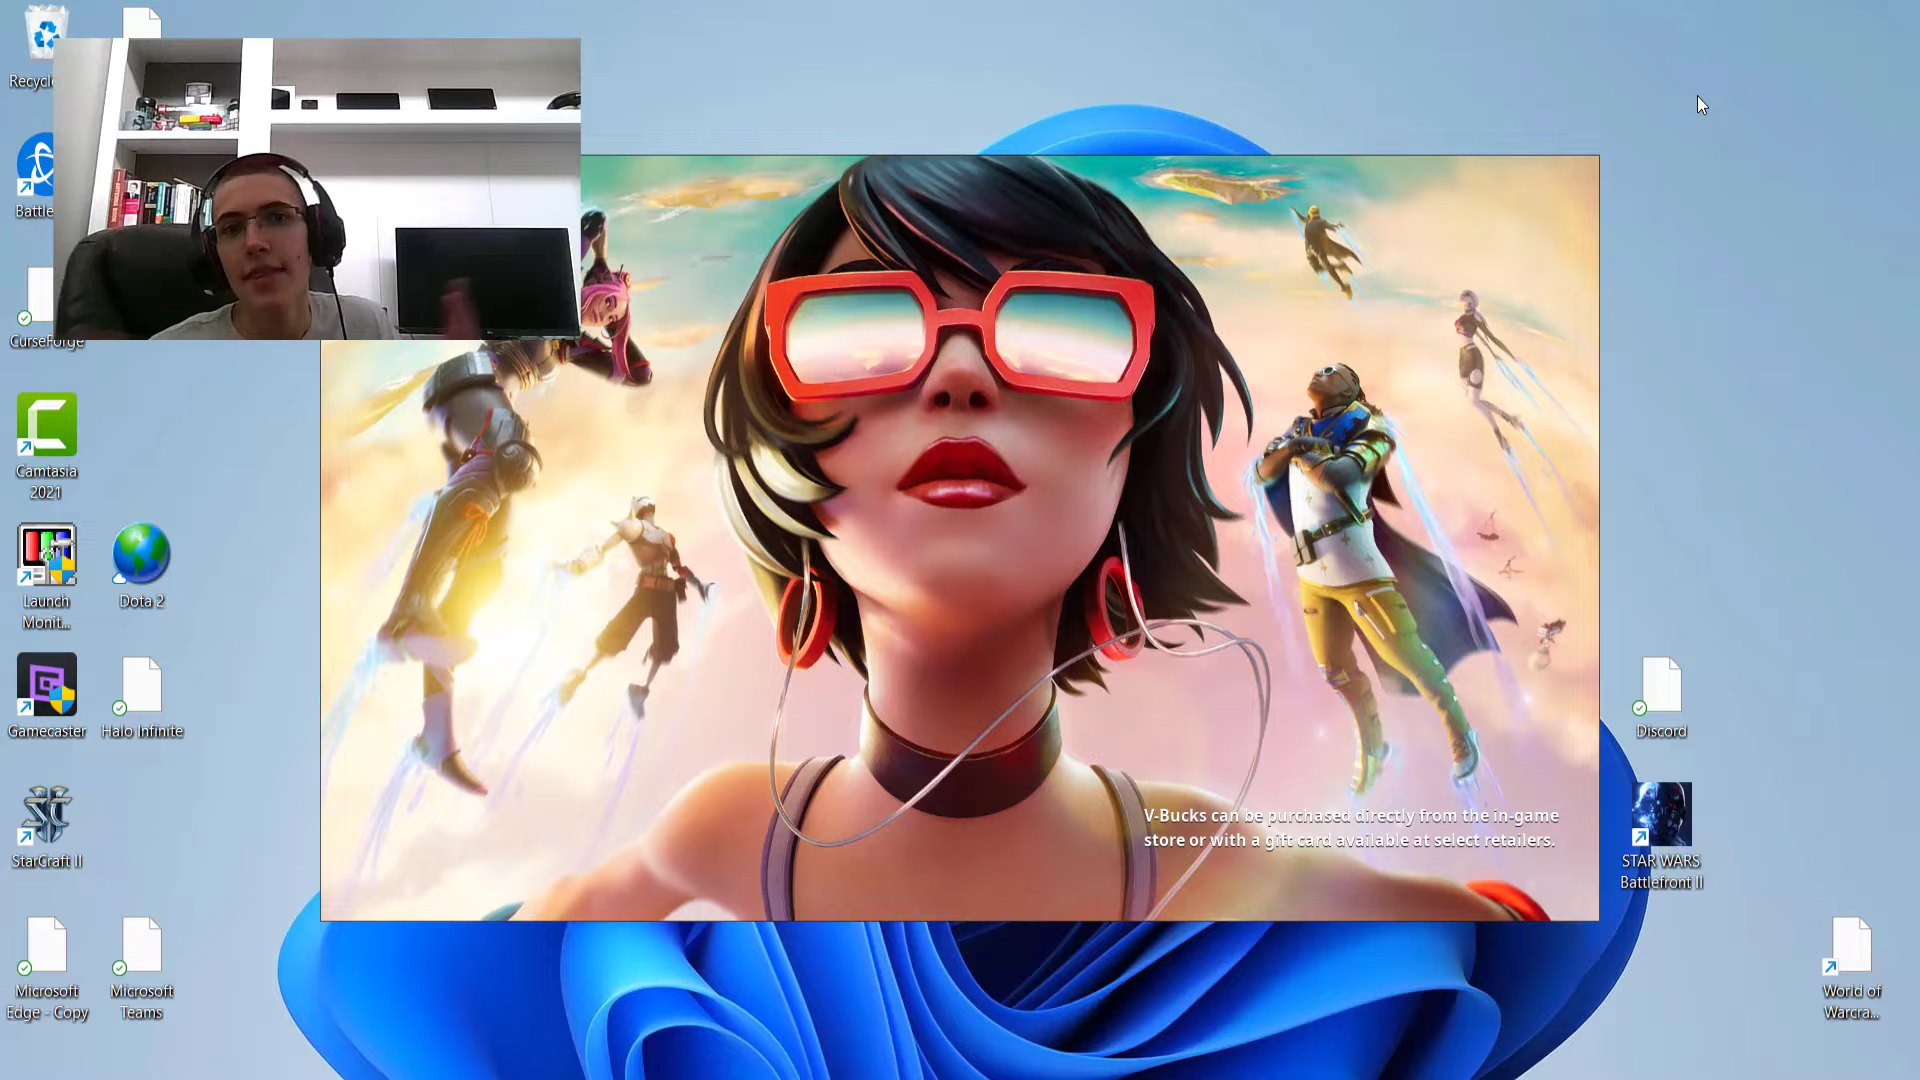 Recycle
Battle
CurseForge
Camtasia
2021
Launch
Monit...
Dota 2
Gamecaster
Halo Infinite
StarCraft II
Microsoft
Edge - Copy
Microsoft
Teams
V-Bucks can be purchased directly from the in-game
store or with a gift card available at select retailers.
Discord
STAR WARS
Battlefront II
World of
Warcra...